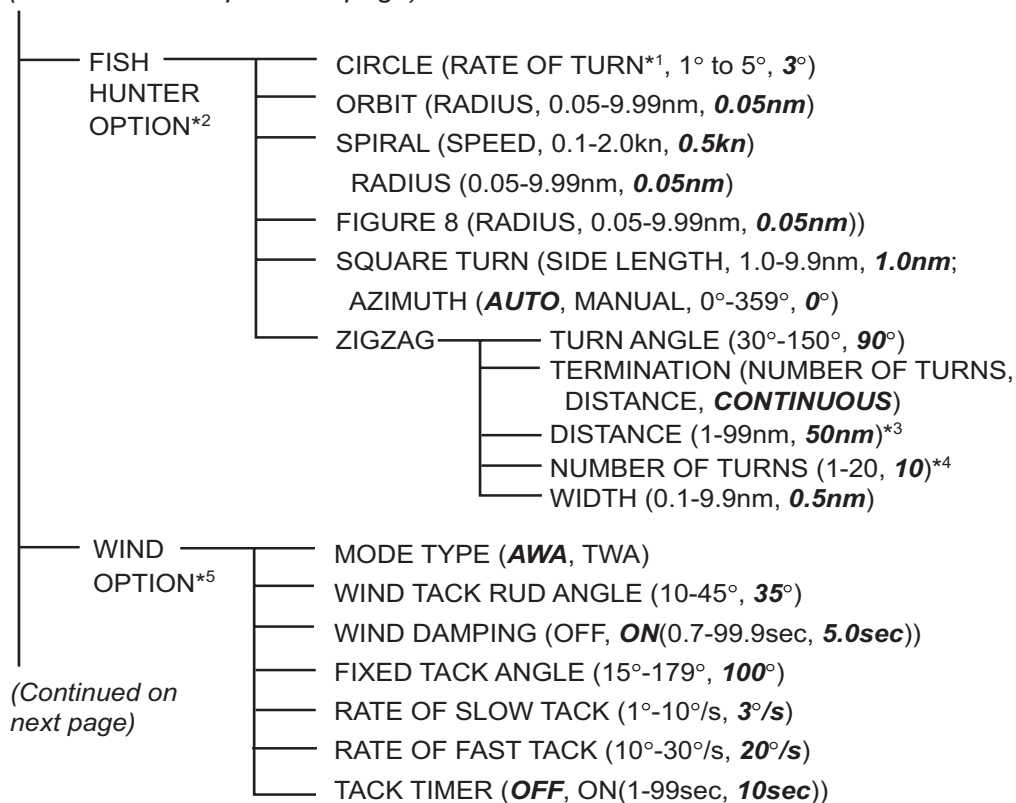 FISH HUNTER OPTION*2
CIRCLE (RATE OF TURN*1, 1° to 5°, 3°)
ORBIT (RADIUS, 0.05-9.99nm, 0.05nm)
SPIRAL (SPEED, 0.1-2.0kn, 0.5kn)
RADIUS (0.05-9.99nm, 0.05nm)
FIGURE 8 (RADIUS, 0.05-9.99nm, 0.05nm))
SQUARE TURN (SIDE LENGTH, 1.0-9.9nm, 1.0nm;
AZIMUTH (AUTO, MANUAL, 0°-359°, 0°)
ZIGZAG
TURN ANGLE (30°-150°, 90°)
TERMINATION (NUMBER OF TURNS,
DISTANCE, CONTINUOUS)
DISTANCE (1-99nm, 50nm)*3
NUMBER OF TURNS (1-20, 10)*4
WIDTH (0.1-9.9nm, 0.5nm)
WIND OPTION*5
MODE TYPE (AWA, TWA)
WIND TACK RUD ANGLE (10-45°, 35°)
WIND DAMPING (OFF, ON(0.7-99.9sec, 5.0sec))
FIXED TACK ANGLE (15°-179°, 100°)
RATE OF SLOW TACK (1°-10°/s, 3°/s)
RATE OF FAST TACK (10°-30°/s, 20°/s)
TACK TIMER (OFF, ON(1-99sec, 10sec))
(Continued on
next page)